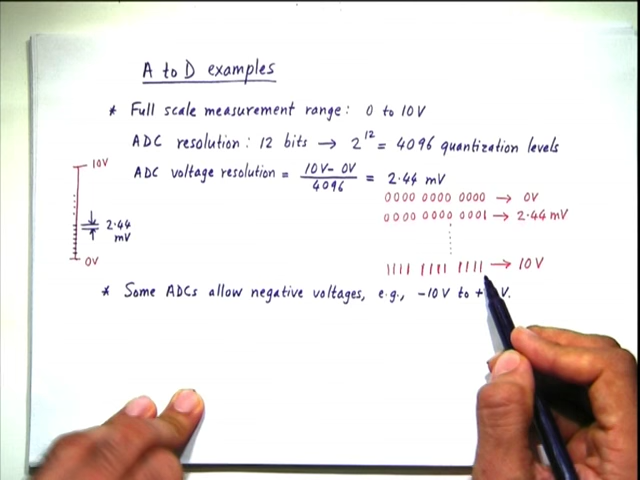 A to D examples
* Full scale measurement range: 0 to 10V
ADC resolution: 12 bits → 2^12 = 4096 quantization levels
10V
ADC voltage resolution = 10V - 0V / 4096 = 2.44 mV
0000 0000 0000 → 0V
0000 0000 0001 → 2.44 mV
2.44 mV
0V
1111 1111 1111 → 10V
* Some ADCs allow negative voltages, e.g., -10V to + V.